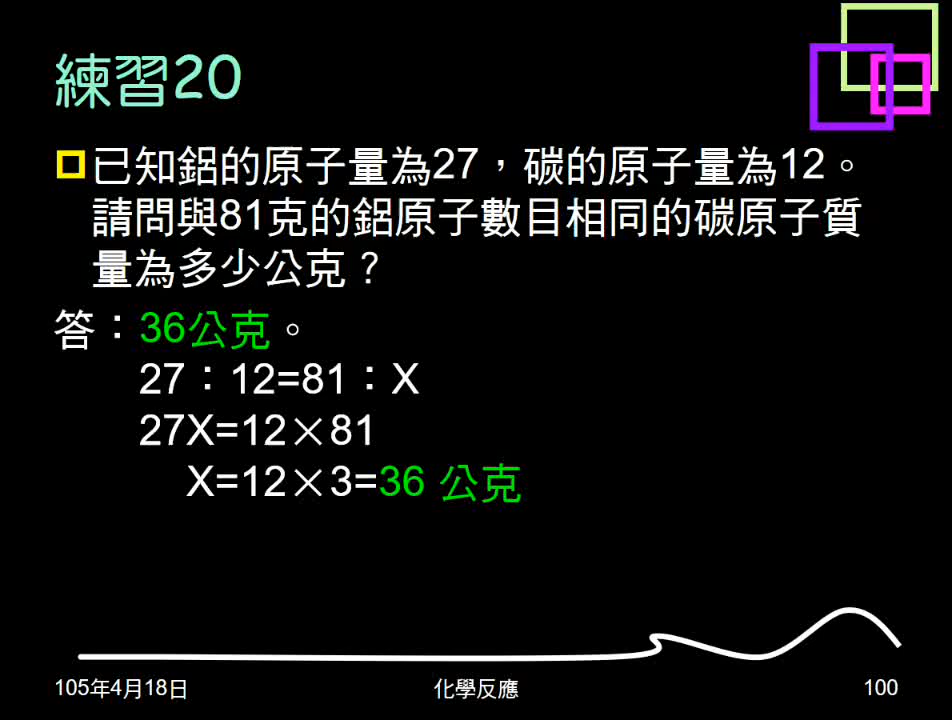 練習20
已知鋁的原子量為27，碳的原子量為12。
請問與81克的鋁原子數目相同的碳原子質
量為多少公克？
答：36公克。
27：12=81：X
27X=12×81
X=12×3=36 公克
105年4月18日
化學反應
100